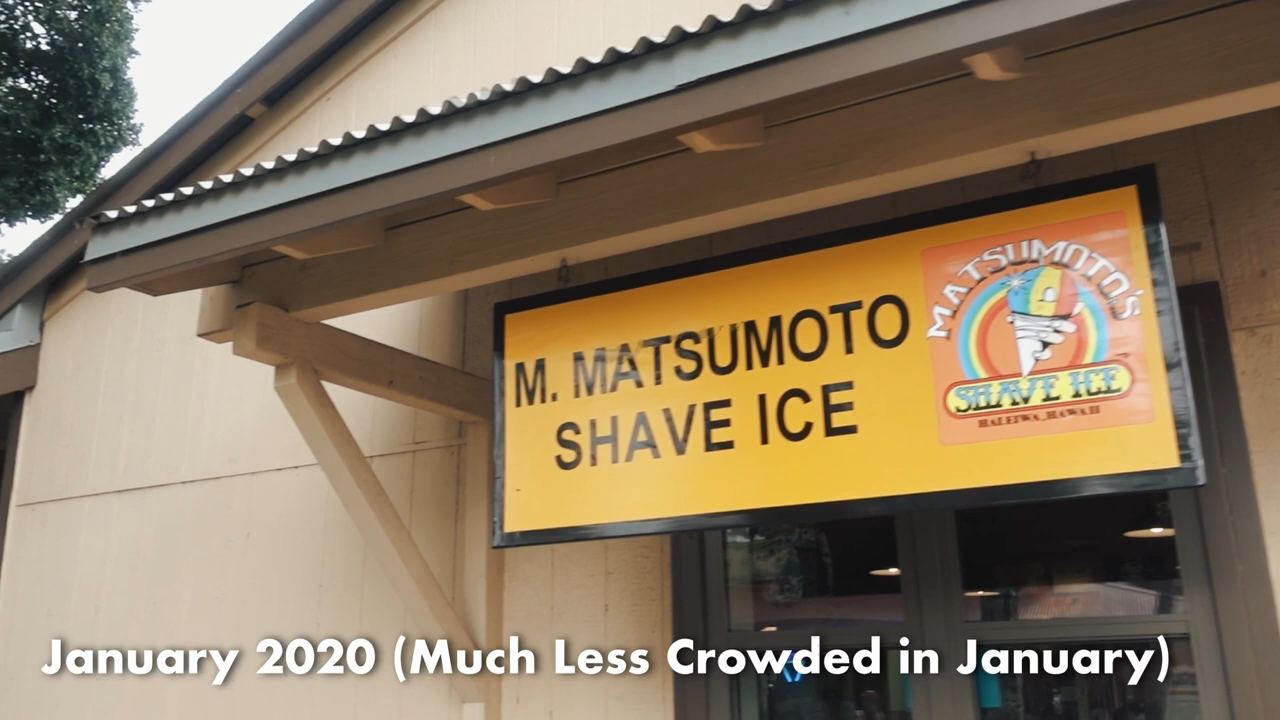 M. MATSUMOTO
SHAVE ICE
MATSUMOTO'S
SHAVE ICE
HALEIWA, HAWAII
January 2020 (Much Less Crowded in January)